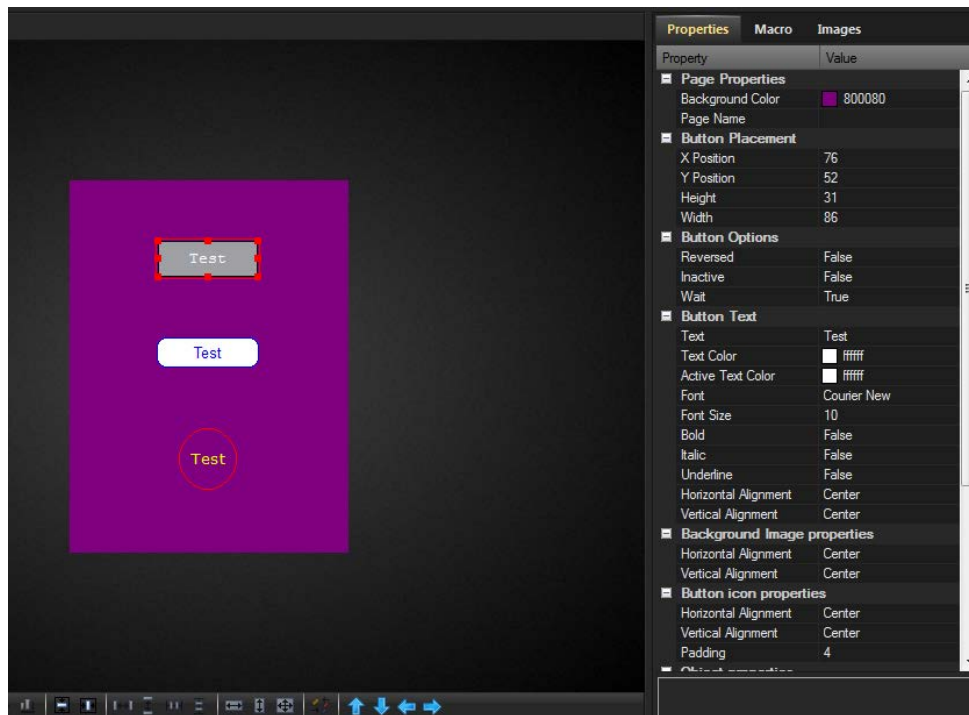 Test
Test
Test
Properties Macro Images
Property Value
Page Properties
Background Color 800080
Page Name
Button Placement
X Position 76
Y Position 52
Height 31
Width 86
Button Options
Reversed False
Inactive False
Wait True
Button Text
Text Test
Text Color ffffff
Active Text Color ffffff
Font Courier New
Font Size 10
Bold False
Italic False
Underline False
Horizontal Alignment Center
Vertical Alignment Center
Background Image properties
Horizontal Alignment Center
Vertical Alignment Center
Button icon properties
Horizontal Alignment Center
Vertical Alignment Center
Padding 4